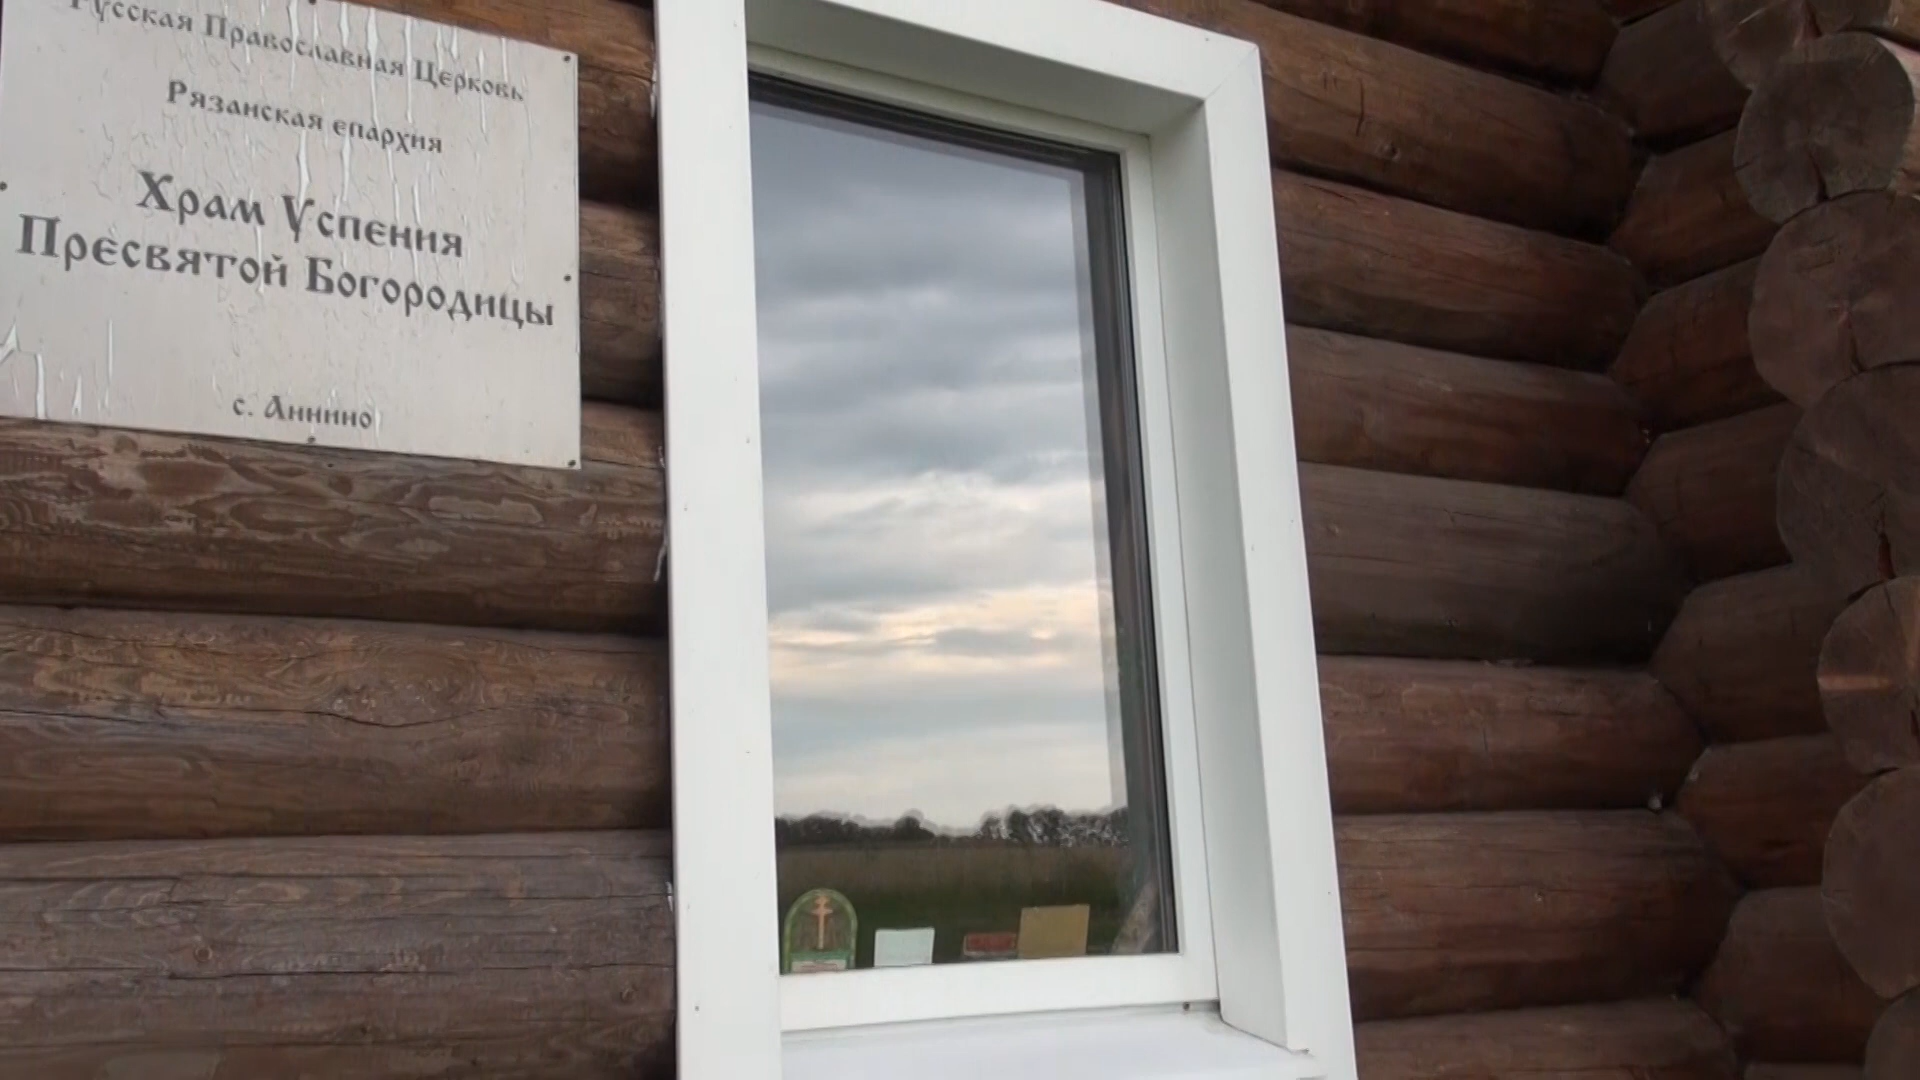 Русская Православная Церковь
Рязанская епархия
Храм Успения
Пресвятой Богородицы
с. Аннино